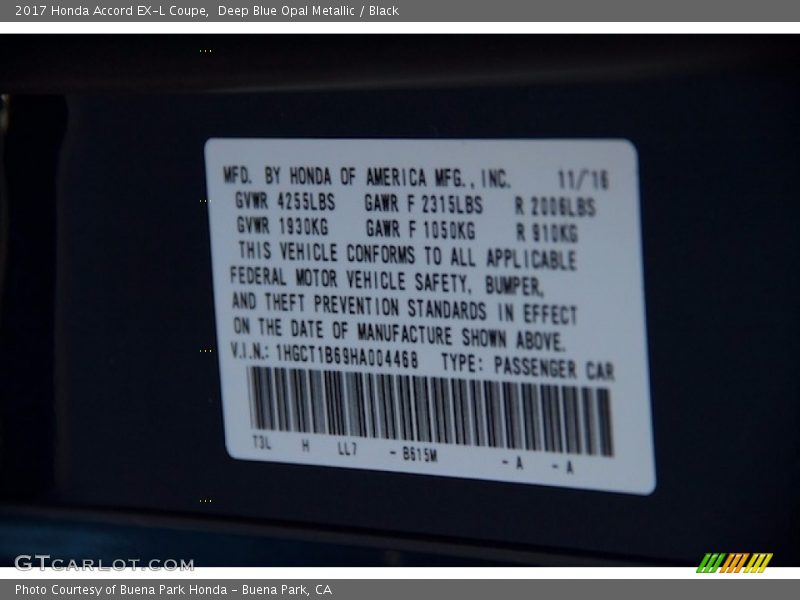 2017 Honda Accord EX-L Coupe,  Deep Blue Opal Metallic / Black
MFD. BY HONDA OF AMERICA MFG., INC. 11/16
GVWR 4255LBS GAWR F 2315LBS R 2006LBS
GVWR 1930KG GAWR F 1050KG R 910KG
THIS VEHICLE CONFORMS TO ALL APPLICABLE
FEDERAL MOTOR VEHICLE SAFETY, BUMPER,
AND THEFT PREVENTION STANDARDS IN EFFECT
ON THE DATE OF MANUFACTURE SHOWN ABOVE.
V.I.N.: 1HGCT1B69HA004468 TYPE: PASSENGER CAR
T3L H LL7 - B615M - A - A
GTCARLOT.COM
Photo Courtesy of Buena Park Honda - Buena Park, CA